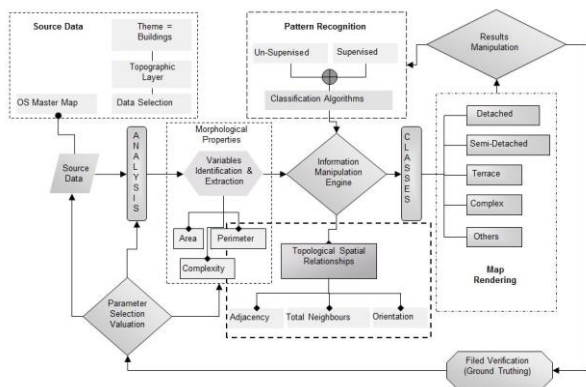 Source Data
Theme =
Buildings
Topographic
Layer
OS Master Map
Data Selection
Pattern Recognition
Un-Supervised
Supervised
Classification Algorithms
Results
Manipulation
Source
Data
ANALYSIS
Morphological
Properties
Variables
Identification &
Extraction
Area
Perimeter
Complexity
Information
Manipulation
Engine
CLASSES
Detached
Semi-Detached
Terrace
Complex
Others
Map
Rendering
Topological Spatial
Relationships
Adjacency
Total Neighbours
Orientation
Parameter
Selection
Valuation
Filed Verification
(Ground Truthing)